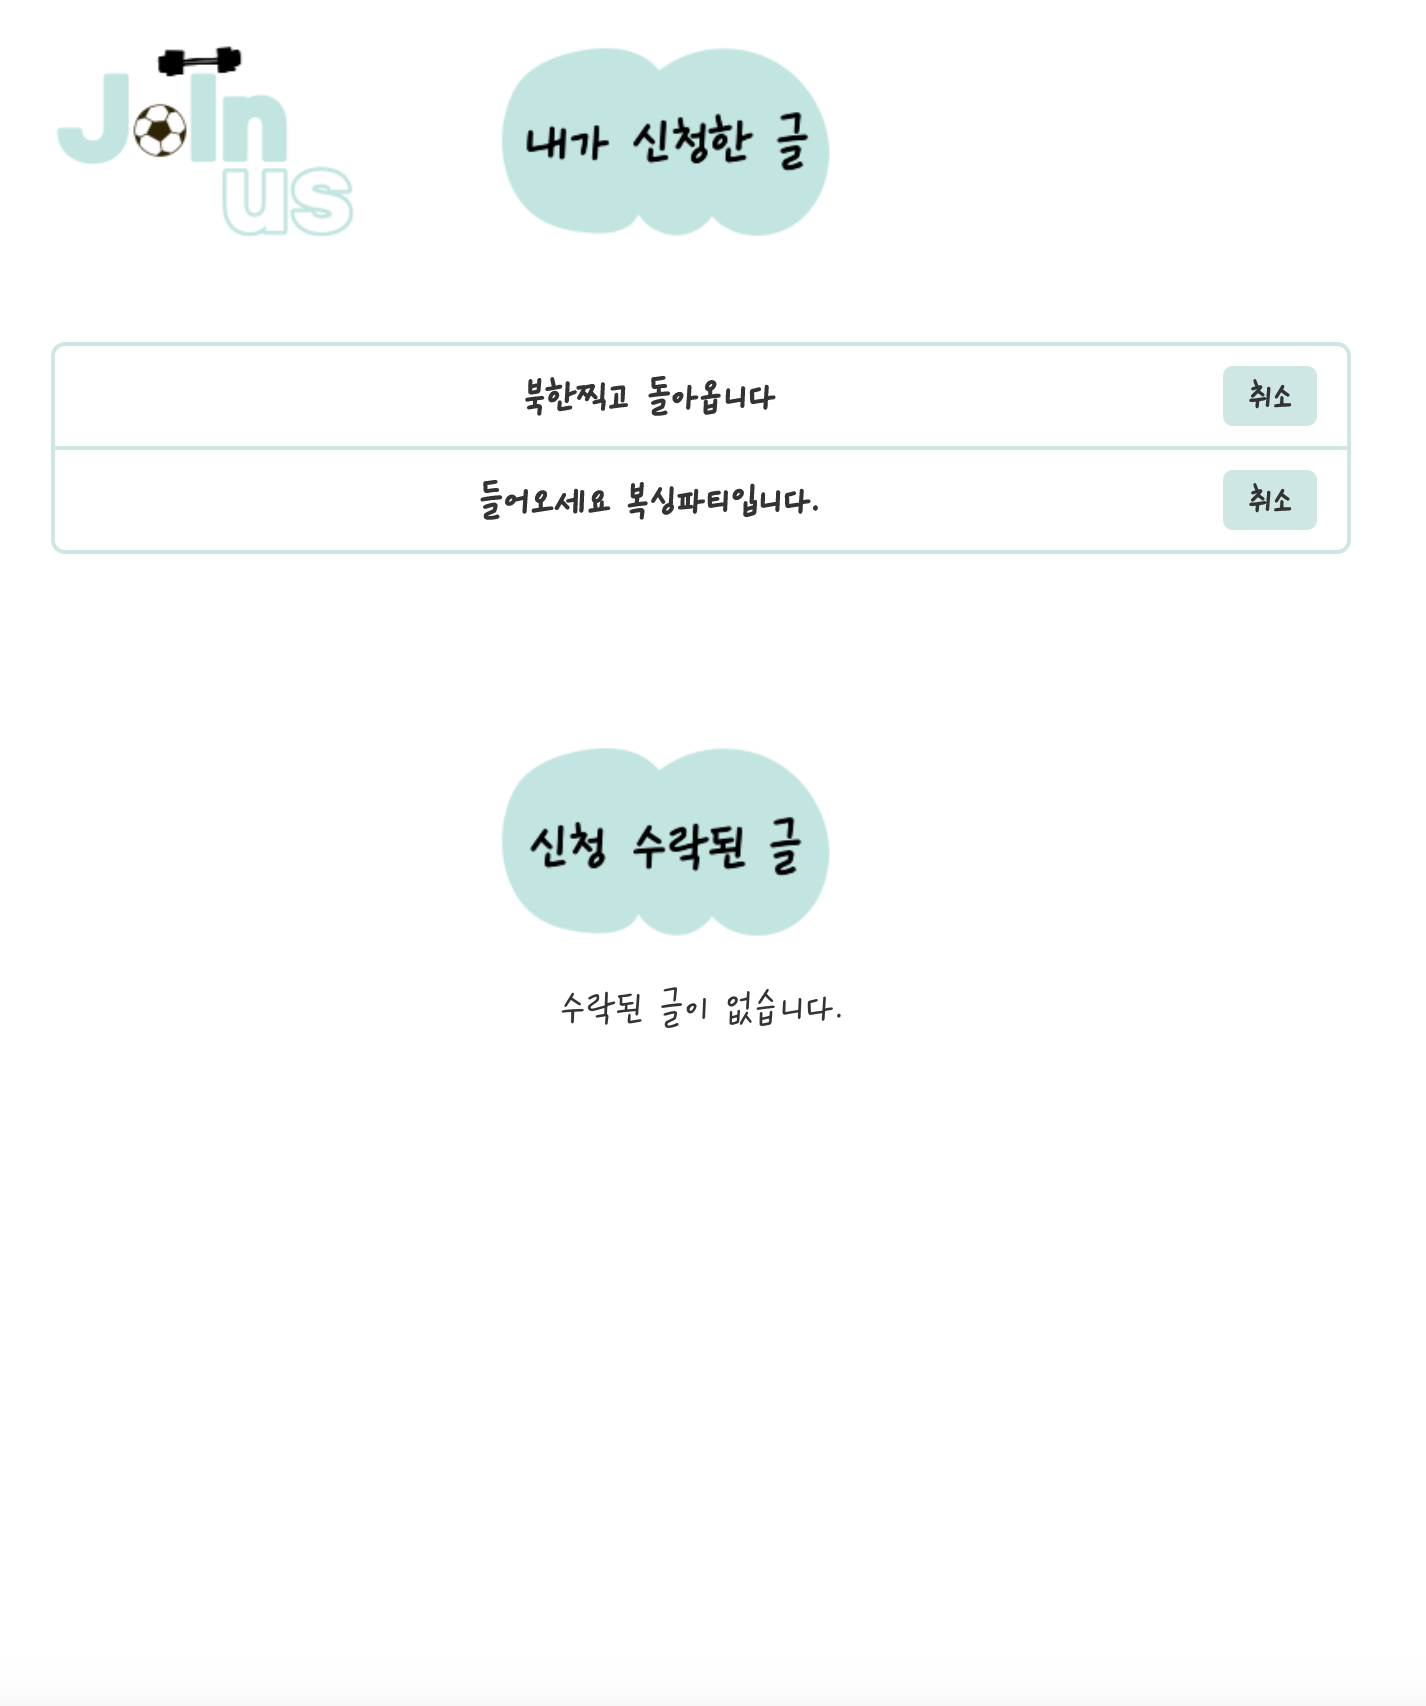 JoIn
us
내가 신청한 글
북한찍고 돌아옵니다
취소
들어오세요 복싱파티입니다.
취소
신청 수락된 글
수락된 글이 없습니다.